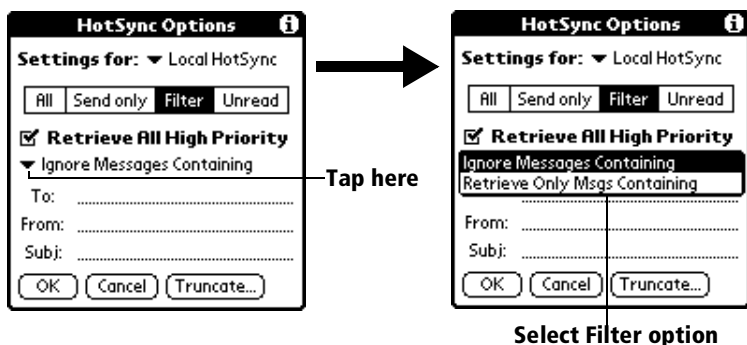 HotSync Options
Settings for: Local HotSync
All Send only Filter Unread
Retrieve All High Priority
Ignore Messages Containing
To:
From:
Subj:
OK Cancel Truncate...
Tap here
HotSync Options
Settings for: Local HotSync
All Send only Filter Unread
Retrieve All High Priority
Ignore Messages Containing
Retrieve Only Msgs Containing
From:
Subj:
OK Cancel Truncate...
Select Filter option